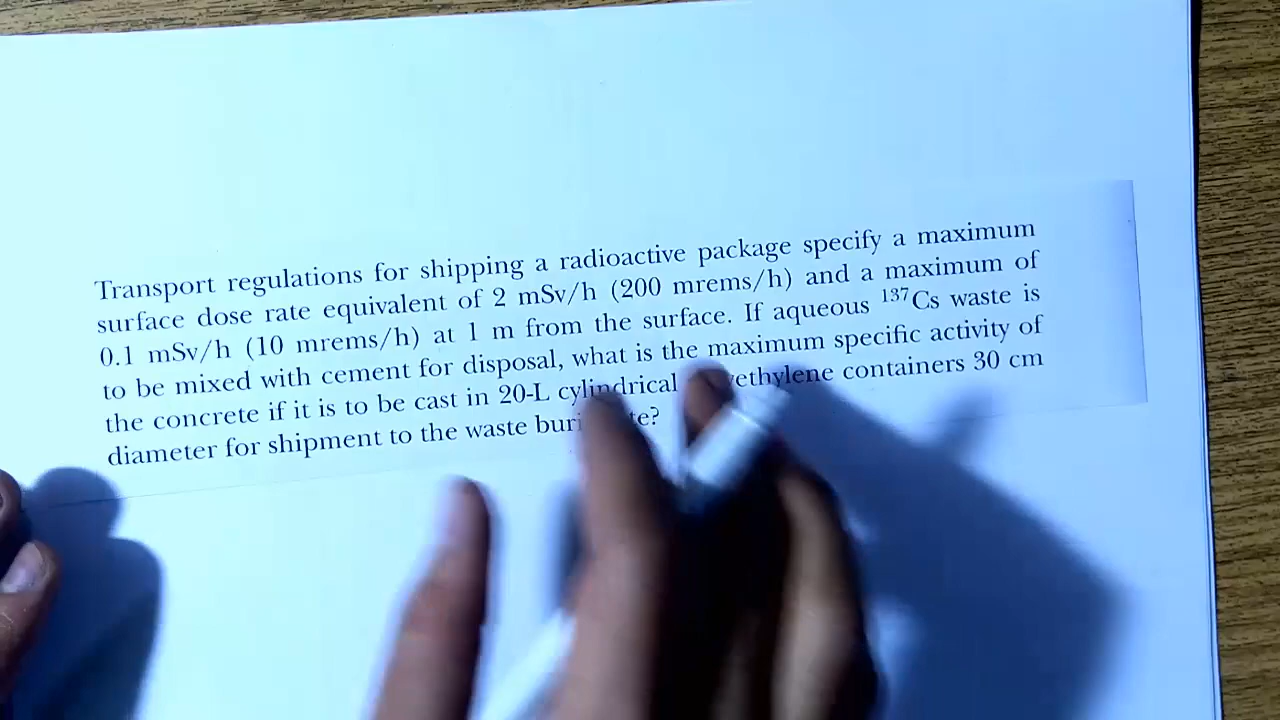 Transport regulations for shipping a radioactive package specify a maximum
surface dose rate equivalent of 2 mSv/h (200 mrems/h) and a maximum of
0.1 mSv/h (10 mrems/h) at 1 m from the surface. If aqueous ¹³⁷Cs waste is
to be mixed with cement for disposal, what is the maximum specific activity of
the concrete if it is to be cast in 20-L cylindrical containers 30 cm
diameter for shipment to the waste